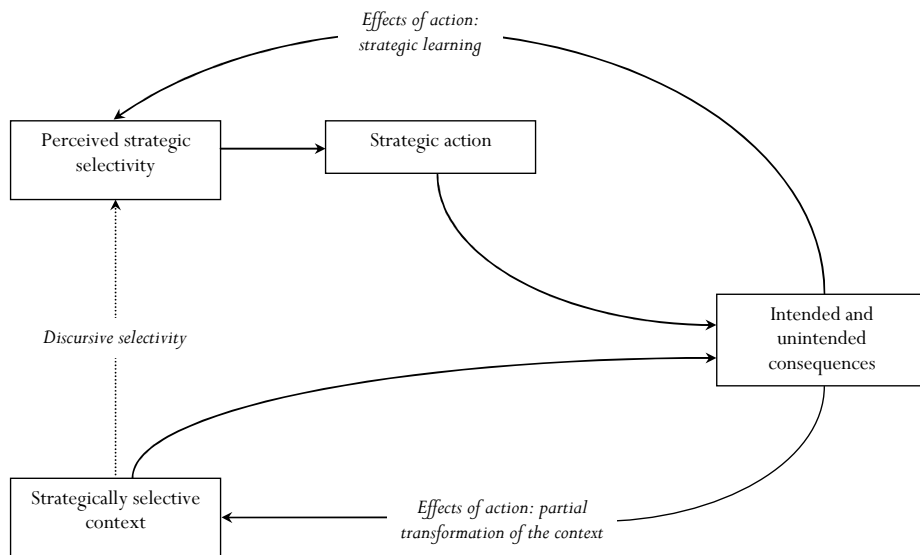 Effects of action:
strategic learning
Perceived strategic
selectivity
Strategic action
Intended and
unintended
consequences
Discursive selectivity
Strategically selective
context
Effects of action: partial
transformation of the context